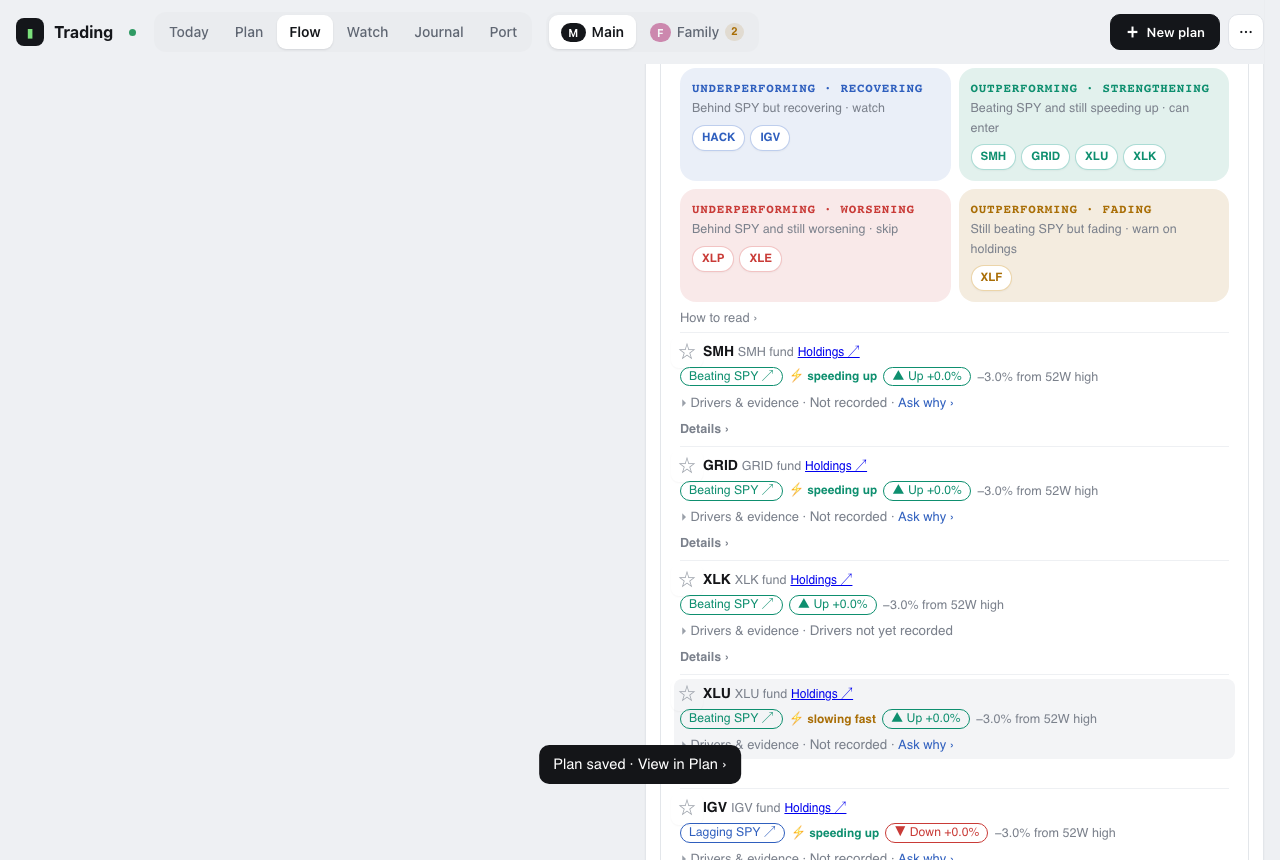 Trading
Today Plan Flow Watch Journal Port
M Main F Family 2
+ New plan
...
UNDERPERFORMING · RECOVERING
Behind SPY but recovering · watch
HACK IGV
OUTPERFORMING · STRENGTHENING
Beating SPY and still speeding up · can
enter
SMH GRID XLU XLK
UNDERPERFORMING · WORSENING
Behind SPY and still worsening · skip
XLP XLE
OUTPERFORMING · FADING
Still beating SPY but fading · warn on
holdings
XLF
How to read ›
☆ SMH SMH fund Holdings ↗
Beating SPY ↗ ⚡ speeding up ▲ Up +0.0% −3.0% from 52W high
Drivers & evidence · Not recorded · Ask why ›
Details ›
☆ GRID GRID fund Holdings ↗
Beating SPY ↗ ⚡ speeding up ▲ Up +0.0% −3.0% from 52W high
Drivers & evidence · Not recorded · Ask why ›
Details ›
☆ XLK XLK fund Holdings ↗
Beating SPY ↗ ▲ Up +0.0% −3.0% from 52W high
Drivers & evidence · Drivers not yet recorded
Details ›
☆ XLU XLU fund Holdings ↗
Beating SPY ↗ ⚡ slowing fast ▲ Up +0.0% −3.0% from 52W high
Drivers & evidence · Not recorded · Ask why ›
Plan saved · View in Plan ›
☆ IGV IGV fund Holdings ↗
Lagging SPY ↗ ⚡ speeding up ▼ Down +0.0% −3.0% from 52W high
Drivers & evidence · Not recorded · Ask why ›